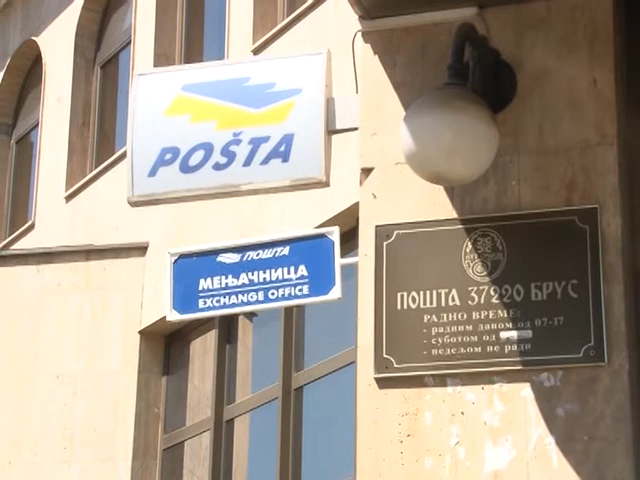 POŠTA
ПОШТА
МЕЊАЧНИЦА
EXCHANGE OFFICE
ПОШТА 37220 БРУС
РАДНО ВРЕМЕ:
- радним даном од 07-17
- суботом од
- недељом не ради